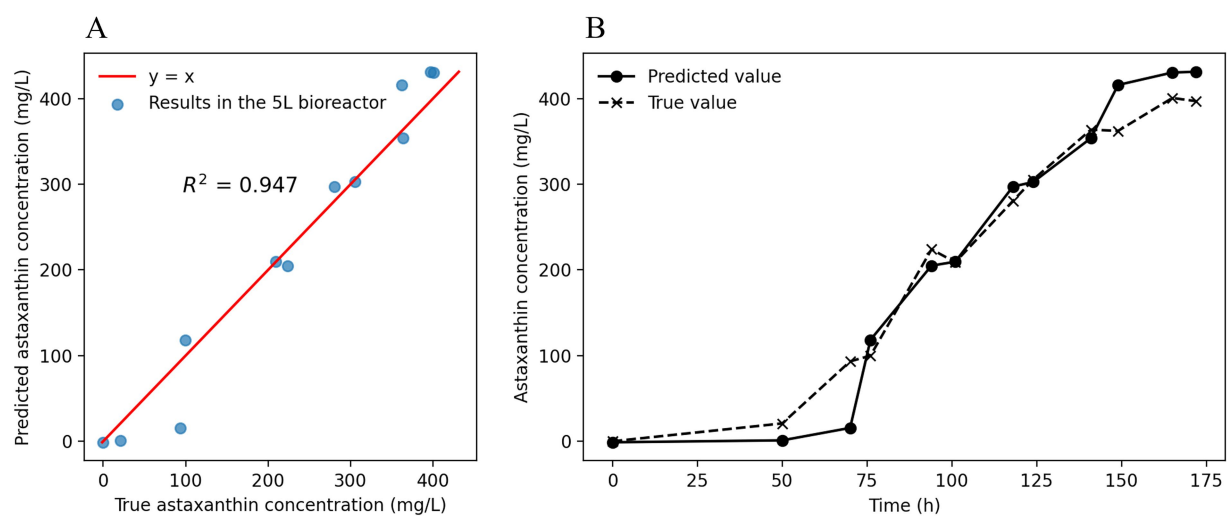 A
y = x
Results in the 5L bioreactor
R² = 0.947
Predicted astaxanthin concentration (mg/L)
400
300
200
100
0
0 100 200 300 400
True astaxanthin concentration (mg/L)
B
Predicted value
True value
Astaxanthin concentration (mg/L)
400
300
200
100
0
0 25 50 75 100 125 150 175
Time (h)